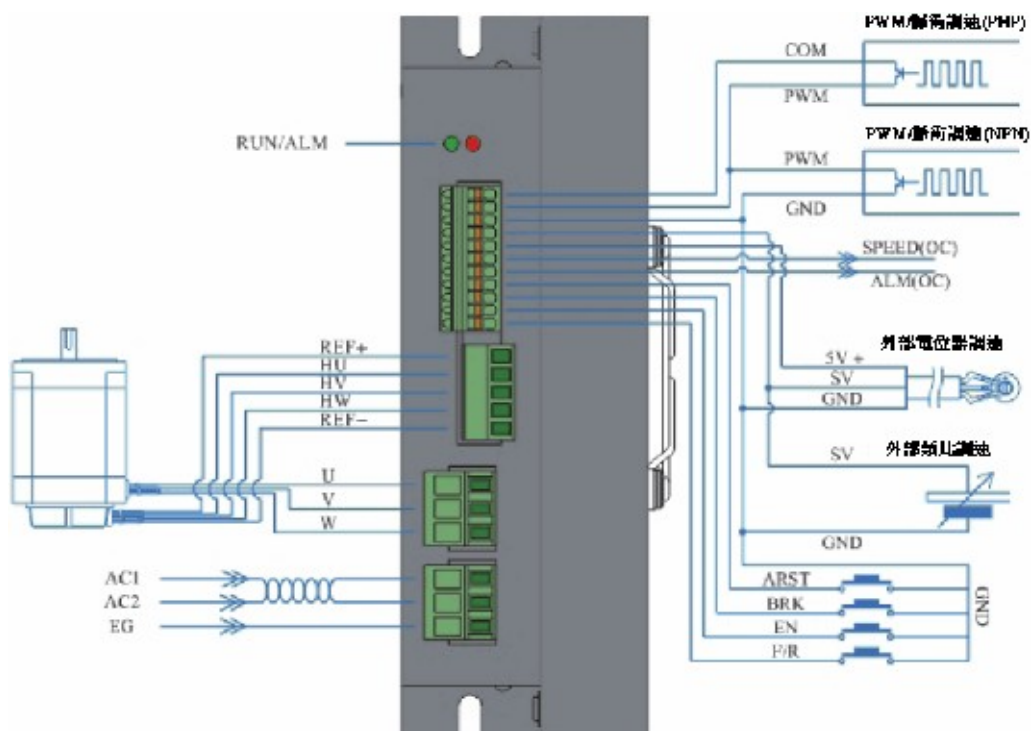 RUN/ALM
REF+
HU
HV
HW
REF-
U
V
W
AC1
AC2
EG
PWM/脈衝調速(PNP)
COM
PWM
PWM/脈衝調速(NPN)
PWM
GND
SPEED(OC)
ALM(OC)
外部電位器調速
5V +
SV
GND
外部類比調速
SV
GND
ARST
BRK
EN
F/R
GND